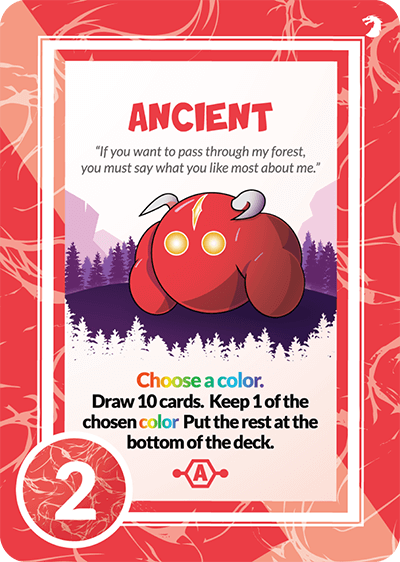 ANCIENT
“If you want to pass through my forest,
you must say what you like most about me.”
Choose a color.
Draw 10 cards. Keep 1 of the
chosen color Put the rest at the
bottom of the deck.
A
2